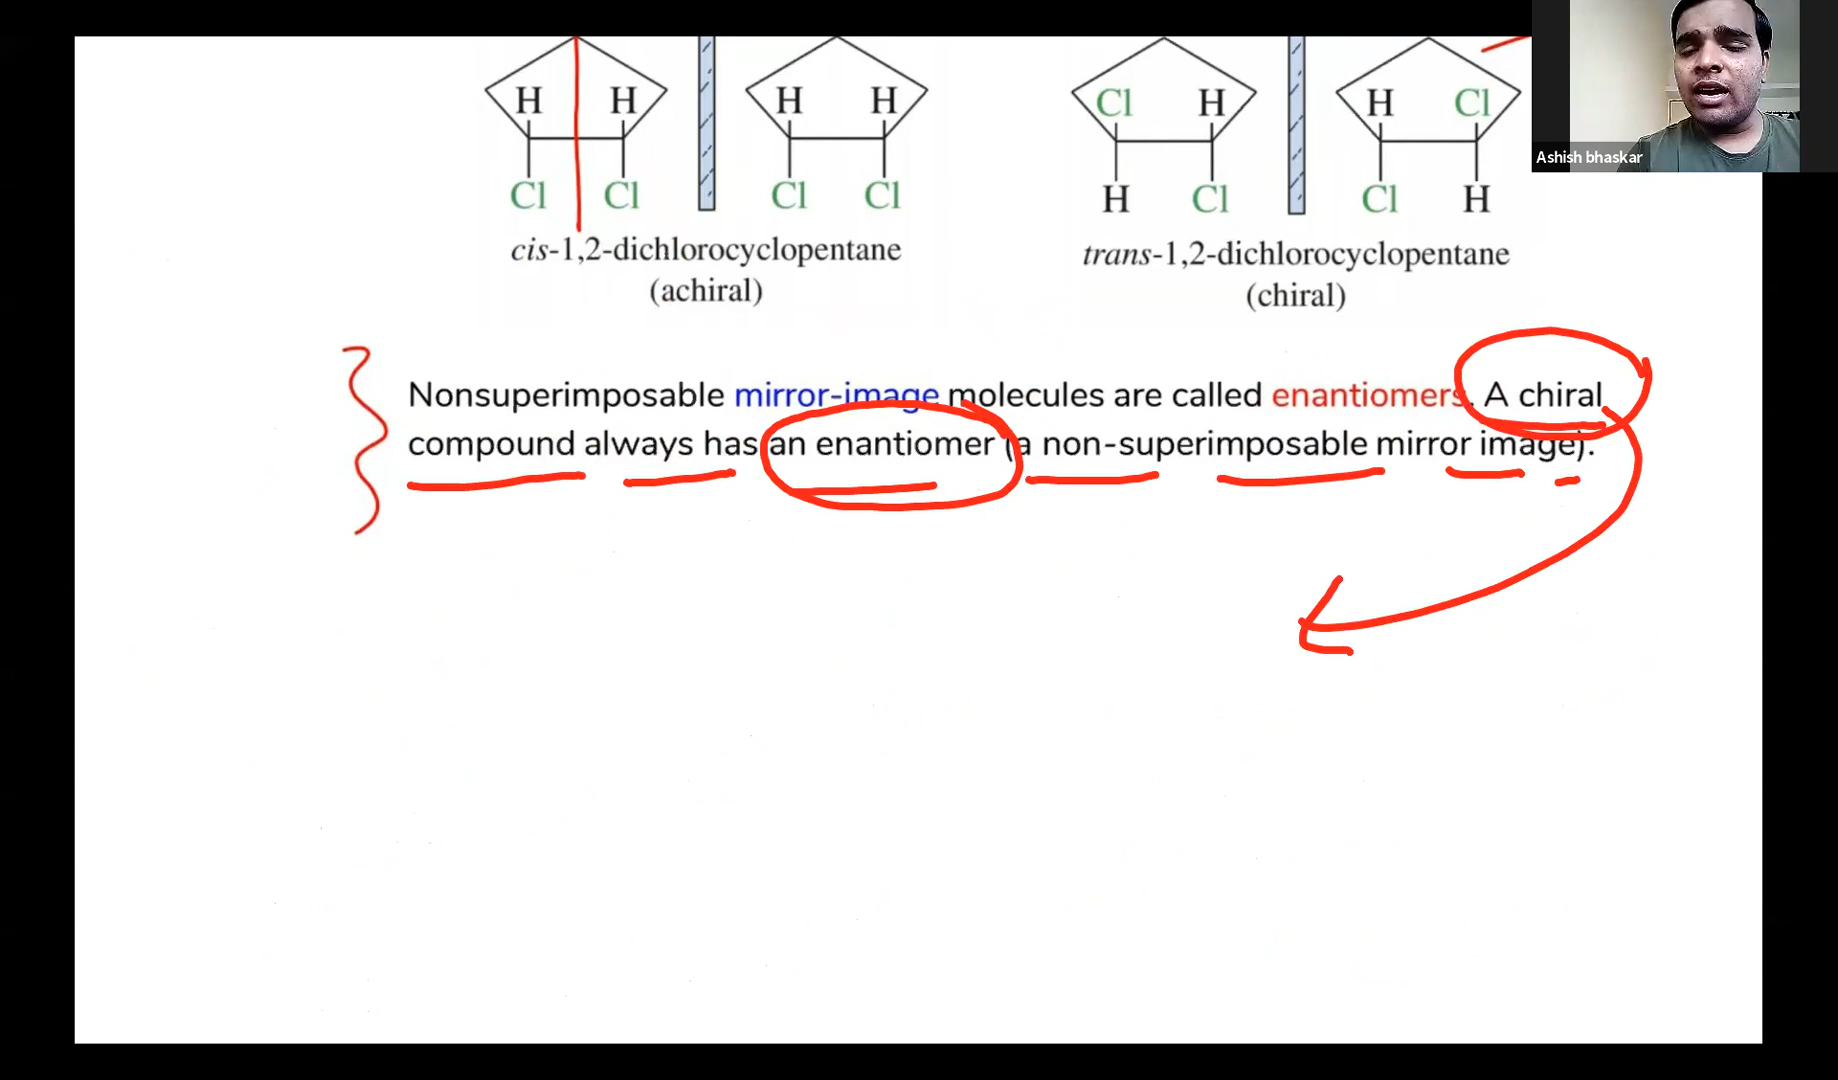 H H H H Cl H H Cl
Ashish bhaskar
Cl Cl Cl Cl H Cl Cl H
cis-1,2-dichlorocyclopentane
(achiral)
trans-1,2-dichlorocyclopentane
(chiral)
Nonsuperimposable mirror-image molecules are called enantiomers. A chiral
compound always has an enantiomer (a non-superimposable mirror image).